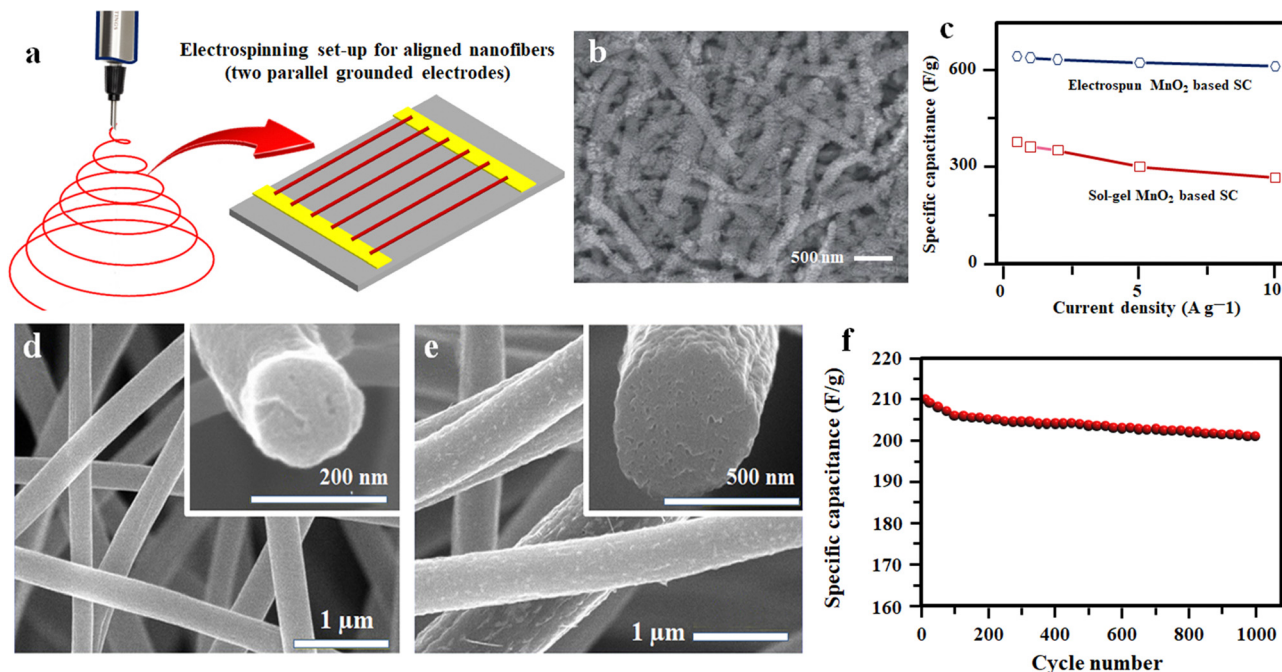 a
Electrospinning set-up for aligned nanofibers
(two parallel grounded electrodes)
b
500 nm
c
Specific capacitance (F/g)
600
300
0
Electrospun MnO₂ based SC
Sol-gel MnO₂ based SC
0
5
10
Current density (A g—1)
d
200 nm
1 µm
e
500 nm
1 µm
f
Specific capacitance (F/g)
220
210
200
190
180
170
160
0
200
400
600
800
1000
Cycle number